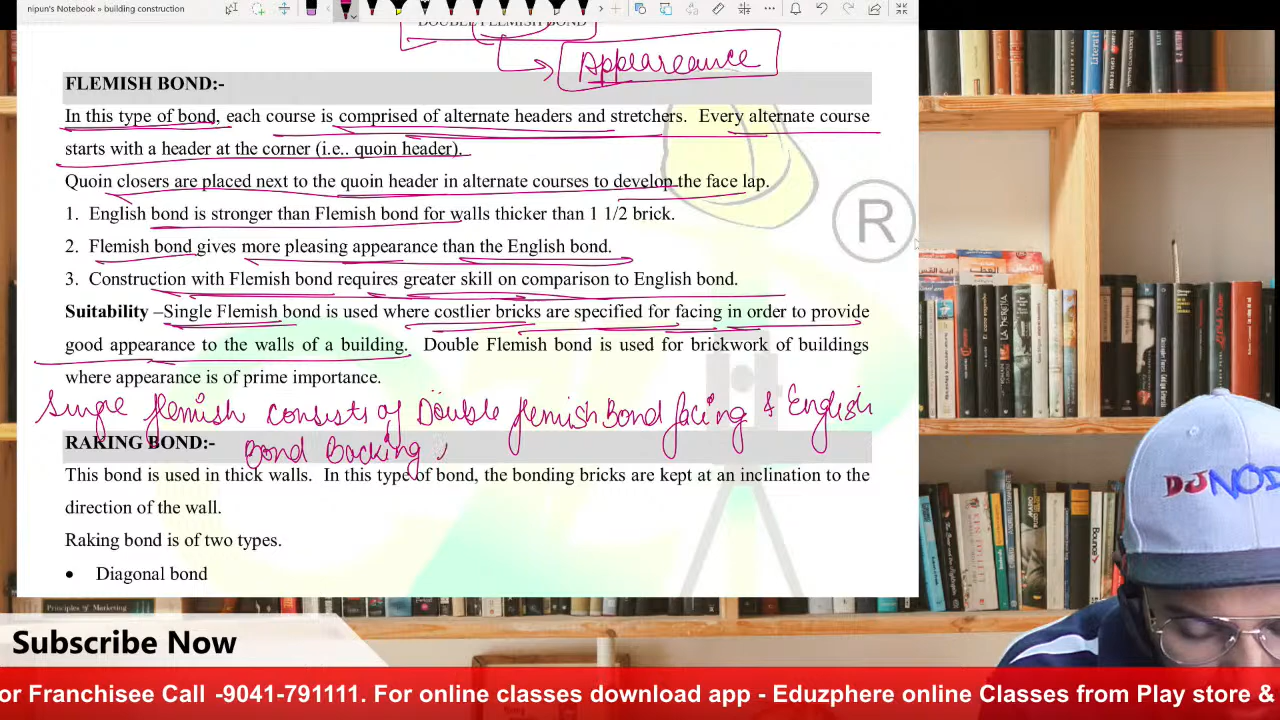 nipun's Notebook » building construction
DOUBLE FLEMISH BOND
Appeareance
FLEMISH BOND:-
In this type of bond, each course is comprised of alternate headers and stretchers. Every alternate course
starts with a header at the corner (i.e.. quoin header).
Quoin closers are placed next to the quoin header in alternate courses to develop the face lap.
1. English bond is stronger than Flemish bond for walls thicker than 1 1/2 brick.
2. Flemish bond gives more pleasing appearance than the English bond.
3. Construction with Flemish bond requires greater skill on comparison to English bond.
Suitability –Single Flemish bond is used where costlier bricks are specified for facing in order to provide
good appearance to the walls of a building. Double Flemish bond is used for brickwork of buildings
where appearance is of prime importance.
Single flemish consists of Double flemish Bond facing & English
Bond Backing
RAKING BOND:-
This bond is used in thick walls. In this type of bond, the bonding bricks are kept at an inclination to the
direction of the wall.
Raking bond is of two types.
• Diagonal bond
R
DJ NOD
Principles of Marketing
Bounce
Subscribe Now
or Franchisee Call -9041-791111. For online classes download app - Eduzphere online Classes from Play store &